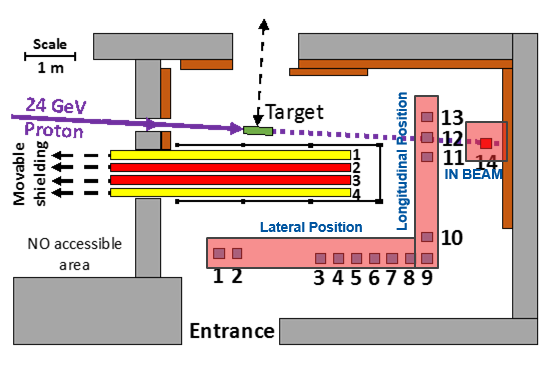 Scale
1 m
24 GeV
Proton
Target
Movable
shielding
1
2
3
4
Longitudinal Position
13
12
11
14
IN BEAM
NO accessible
area
Lateral Position
10
1 2 3 4 5 6 7 8 9
Entrance